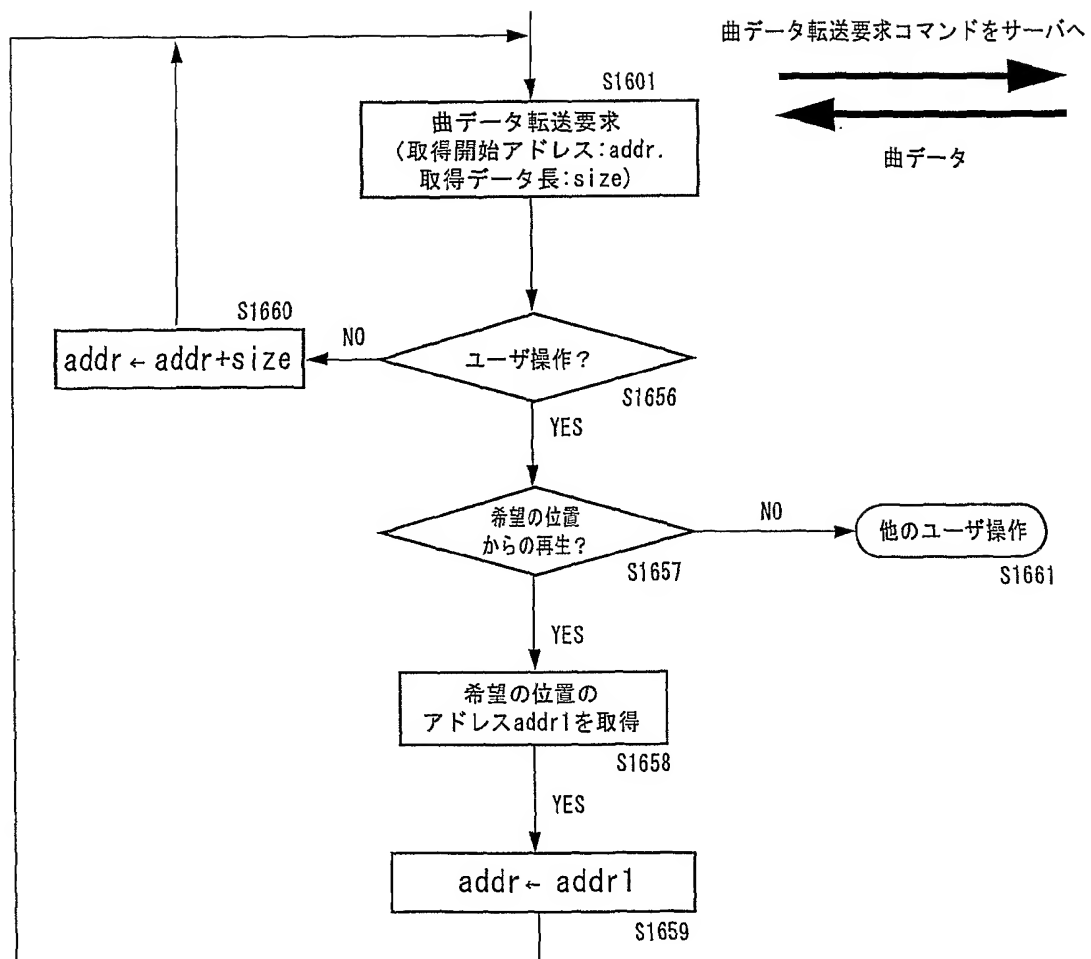 曲データ転送要求コマンドをサーバへ
曲データ
S1601
曲データ転送要求
(取得開始アドレス:addr.
取得データ長:size)
S1660
addr ← addr+size
NO
ユーザ操作?
S1656
YES
希望の位置
からの再生?
S1657
NO
他のユーザ操作
S1661
YES
希望の位置の
アドレスaddr1を取得
S1658
YES
addr ← addr1
S1659